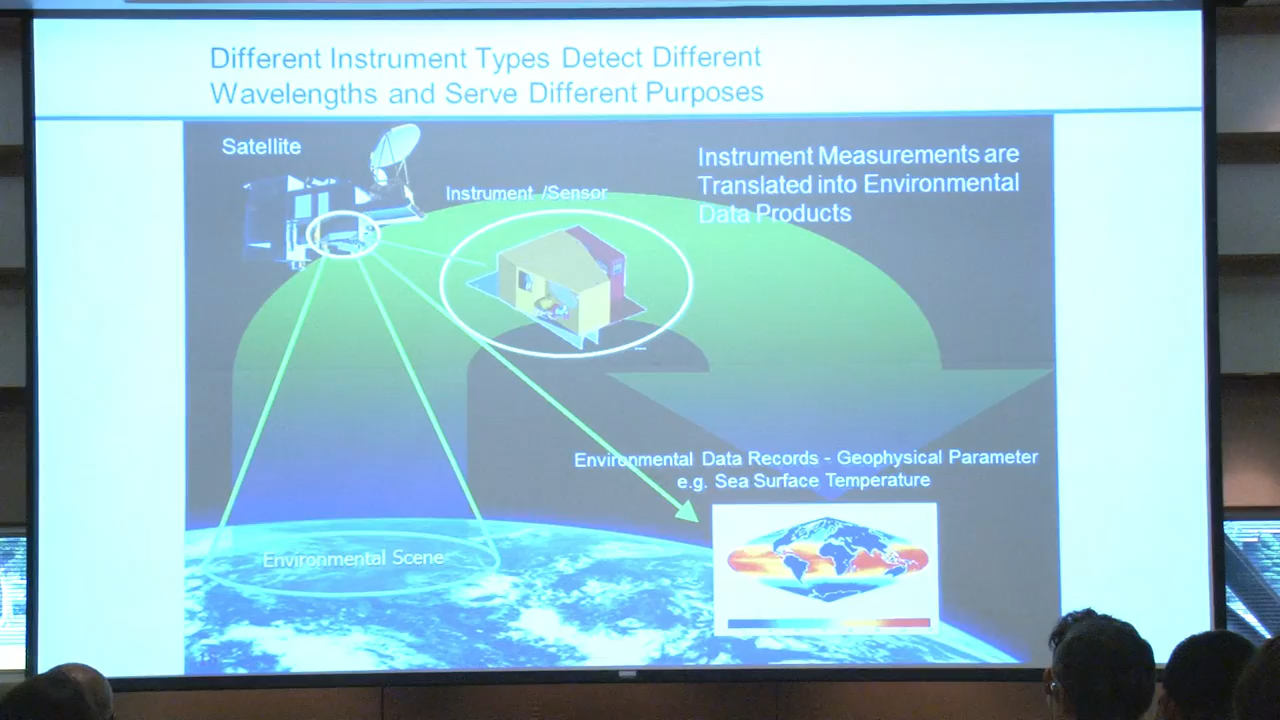 Different Instrument Types Detect Different
Wavelengths and Serve Different Purposes
Satellite
Instrument /Sensor
Instrument Measurements are
Translated into Environmental
Data Products
Environmental Data Records - Geophysical Parameter
e.g. Sea Surface Temperature
Environmental Scene